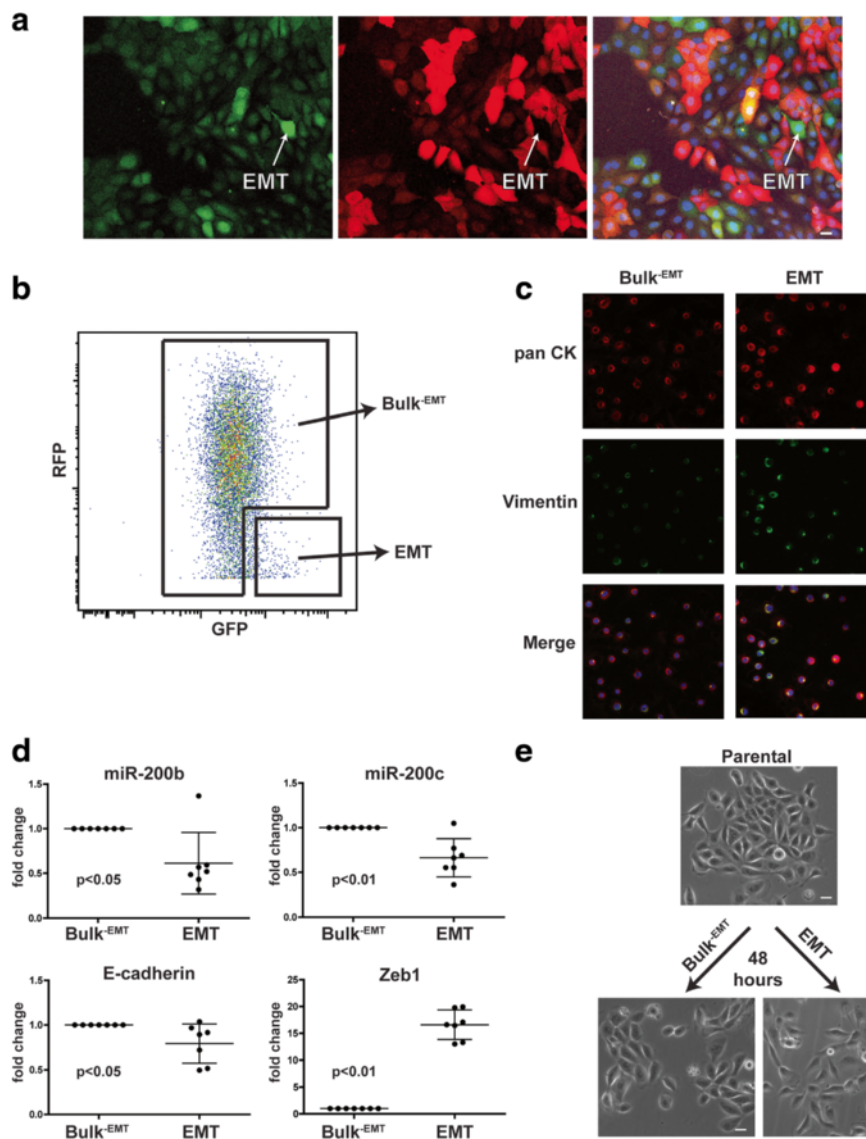 a
EMT
EMT
EMT
b
RFP
GFP
Bulk-EMT
EMT
c
Bulk-EMT
EMT
pan CK
Vimentin
Merge
d
miR-200b
fold change
1.5
1.0
0.5
0.0
p<0.05
Bulk-EMT
EMT
miR-200c
fold change
1.5
1.0
0.5
0.0
p<0.01
Bulk-EMT
EMT
E-cadherin
fold change
1.5
1.0
0.5
0.0
p<0.05
Bulk-EMT
EMT
Zeb1
fold change
25
20
15
10
5
0
p<0.01
Bulk-EMT
EMT
e
Parental
Bulk-EMT
EMT
48
hours